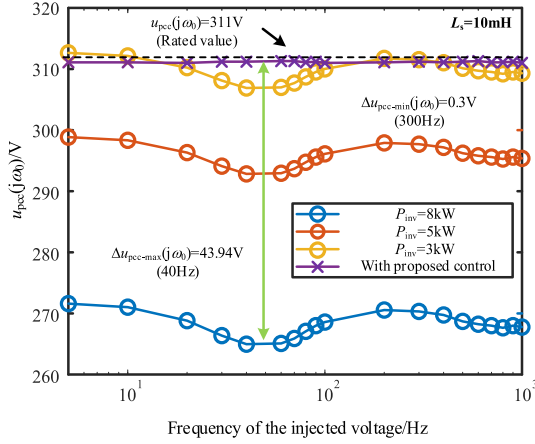 u_pcc(jω₀)=311V
(Rated value)
Lₛ=10mH
320
310
300
290
280
270
260
u_pcc(jω₀)/V
Δu_pcc-min(jω₀)=0.3V
(300Hz)
P_inv=8kW
P_inv=5kW
P_inv=3kW
With proposed control
Δu_pcc-max(jω₀)=43.94V
(40Hz)
10¹
10²
10³
Frequency of the injected voltage/Hz